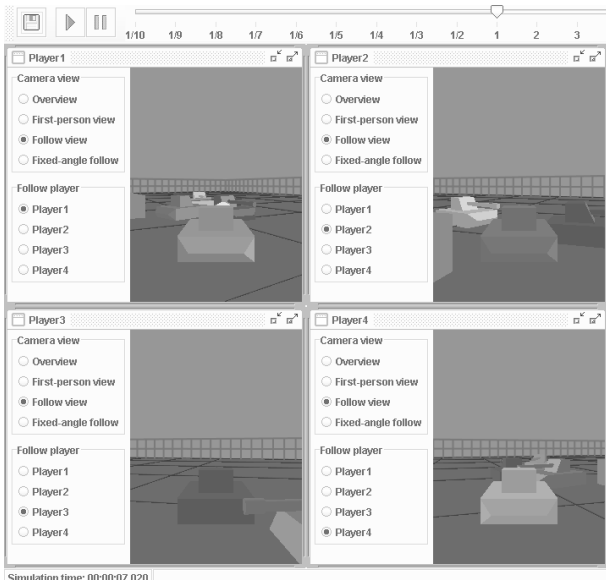 1/10 1/9 1/8 1/7 1/6 1/5 1/4 1/3 1/2 1 2 3
Player1
Camera view
Overview
First-person view
Follow view
Fixed-angle follow
Follow player
Player1
Player2
Player3
Player4
Player2
Camera view
Overview
First-person view
Follow view
Fixed-angle follow
Follow player
Player1
Player2
Player3
Player4
Player3
Camera view
Overview
First-person view
Follow view
Fixed-angle follow
Follow player
Player1
Player2
Player3
Player4
Player4
Camera view
Overview
First-person view
Follow view
Fixed-angle follow
Follow player
Player1
Player2
Player3
Player4
Simulation time: 00:00:07.020